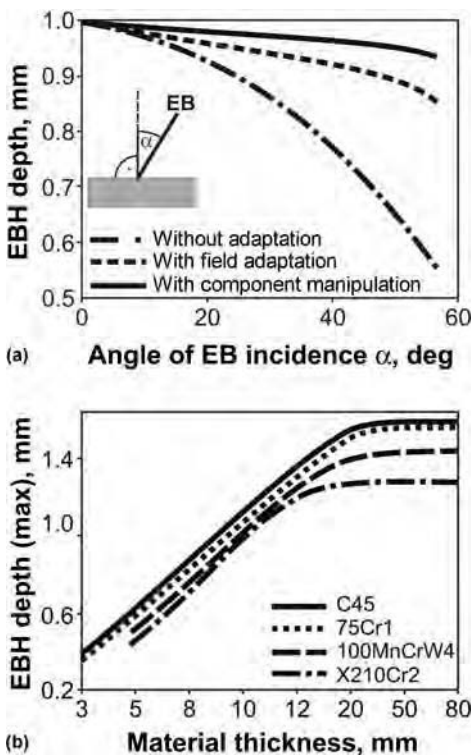 1.0
0.9
0.8
0.7
0.6
0.5
EBH depth, mm
EB
α
Without adaptation
With field adaptation
With component manipulation
0 20 40 60
(a) Angle of EB incidence α, deg
1.4
1.0
0.6
0.2
EBH depth (max), mm
C45
75Cr1
100MnCrW4
X210Cr2
3 5 8 10 12 20 50 80
(b) Material thickness, mm